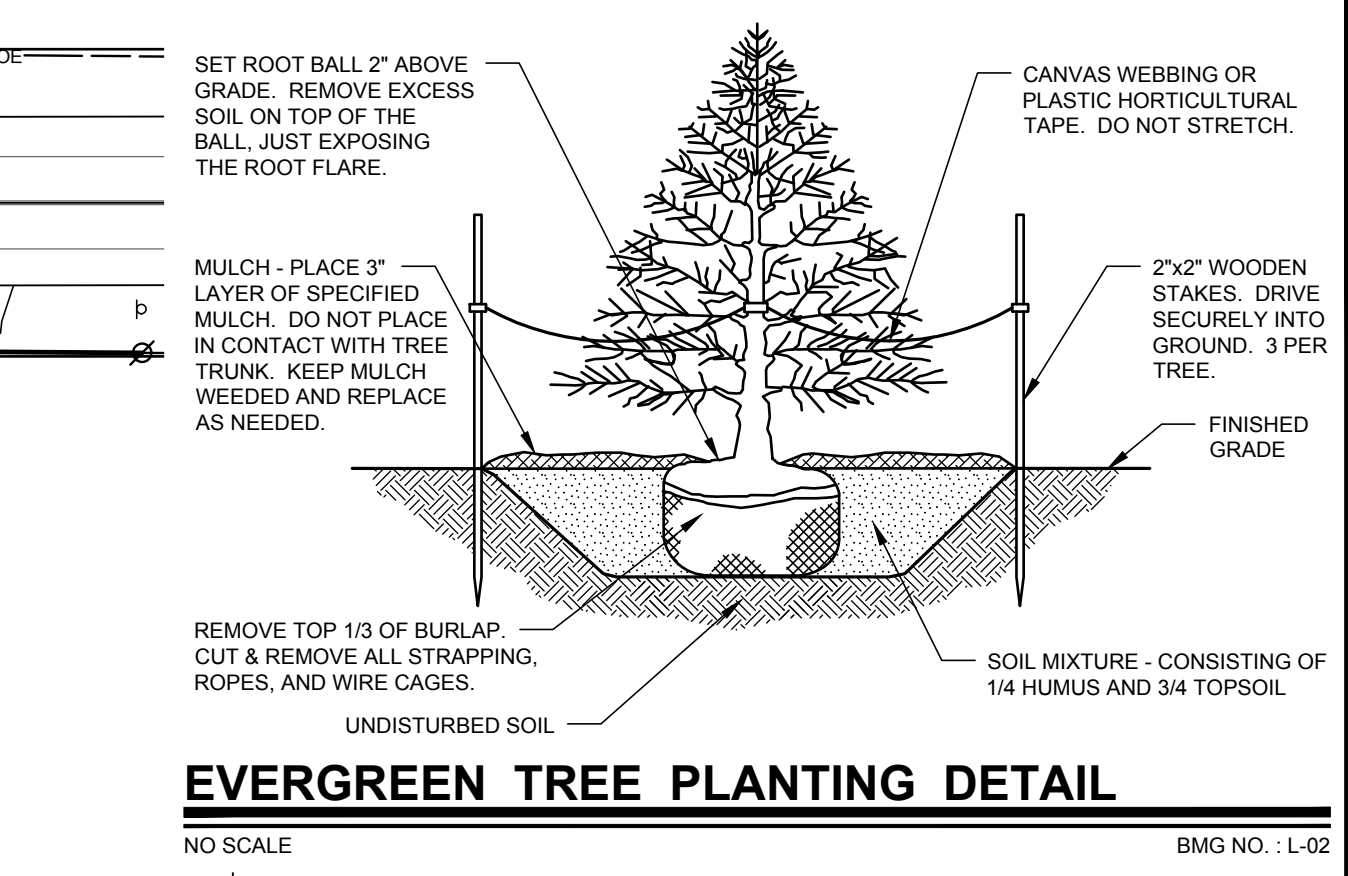 OE
SET ROOT BALL 2" ABOVE
GRADE. REMOVE EXCESS
SOIL ON TOP OF THE
BALL, JUST EXPOSING
THE ROOT FLARE.
CANVAS WEBBING OR
PLASTIC HORTICULTURAL
TAPE. DO NOT STRETCH.
MULCH - PLACE 3"
LAYER OF SPECIFIED
MULCH. DO NOT PLACE
IN CONTACT WITH TREE
TRUNK. KEEP MULCH
WEEDED AND REPLACE
AS NEEDED.
2"x2" WOODEN
STAKES. DRIVE
SECURELY INTO
GROUND. 3 PER
TREE.
FINISHED
GRADE
REMOVE TOP 1/3 OF BURLAP.
CUT & REMOVE ALL STRAPPING,
ROPES, AND WIRE CAGES.
SOIL MIXTURE - CONSISTING OF
1/4 HUMUS AND 3/4 TOPSOIL
UNDISTURBED SOIL
EVERGREEN TREE PLANTING DETAIL
NO SCALE
BMG NO. : L-02